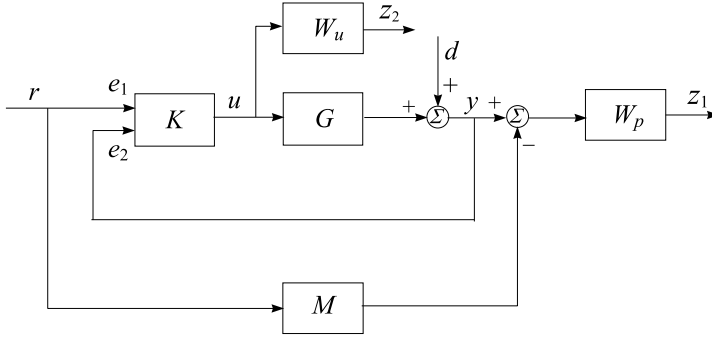 W_u
z_2
d
r
e_1
u
+
+
y
+
z_1
K
G
Σ
Σ
W_p
e_2
−
M